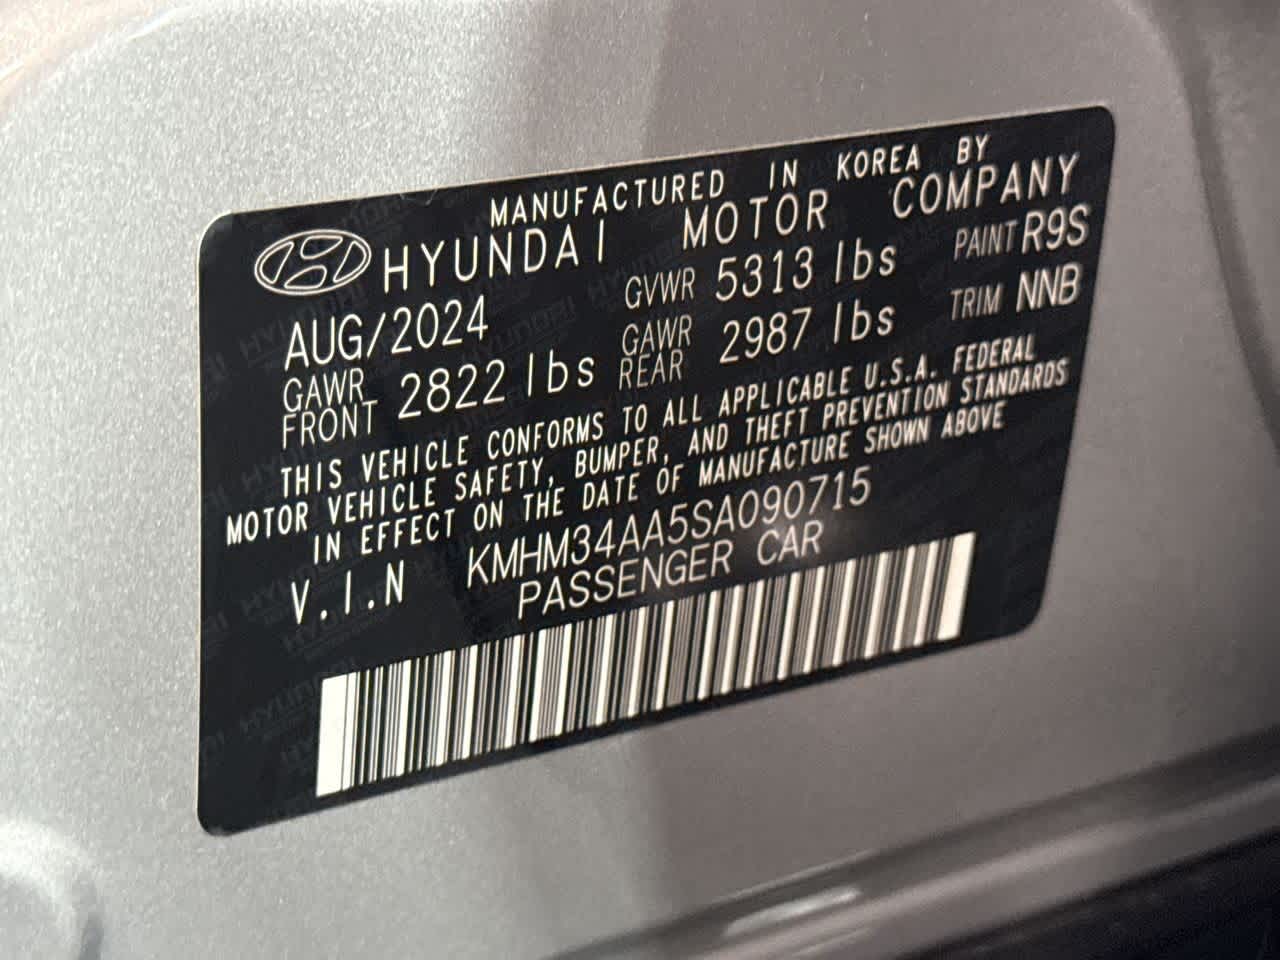 MANUFACTURED IN KOREA BY
HYUNDAI MOTOR COMPANY
AUG/2024 GVWR 5313 lbs PAINT R9S
GAWR FRONT 2822 lbs GAWR REAR 2987 lbs TRIM NNB
THIS VEHICLE CONFORMS TO ALL APPLICABLE U.S.A. FEDERAL
MOTOR VEHICLE SAFETY, BUMPER, AND THEFT PREVENTION STANDARDS
IN EFFECT ON THE DATE OF MANUFACTURE SHOWN ABOVE
V.I.N KMHM34AA5SA090715
PASSENGER CAR